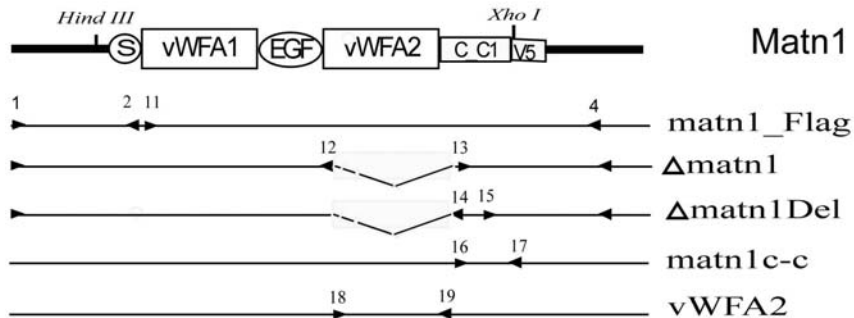 Hind III Xho I
S vWFA1 EGF vWFA2 C_C1 V5 Matn1
1 2 11 4 matn1_Flag
12 13 Δmatn1
14 15 Δmatn1Del
16 17 matn1c-c
18 19 vWFA2